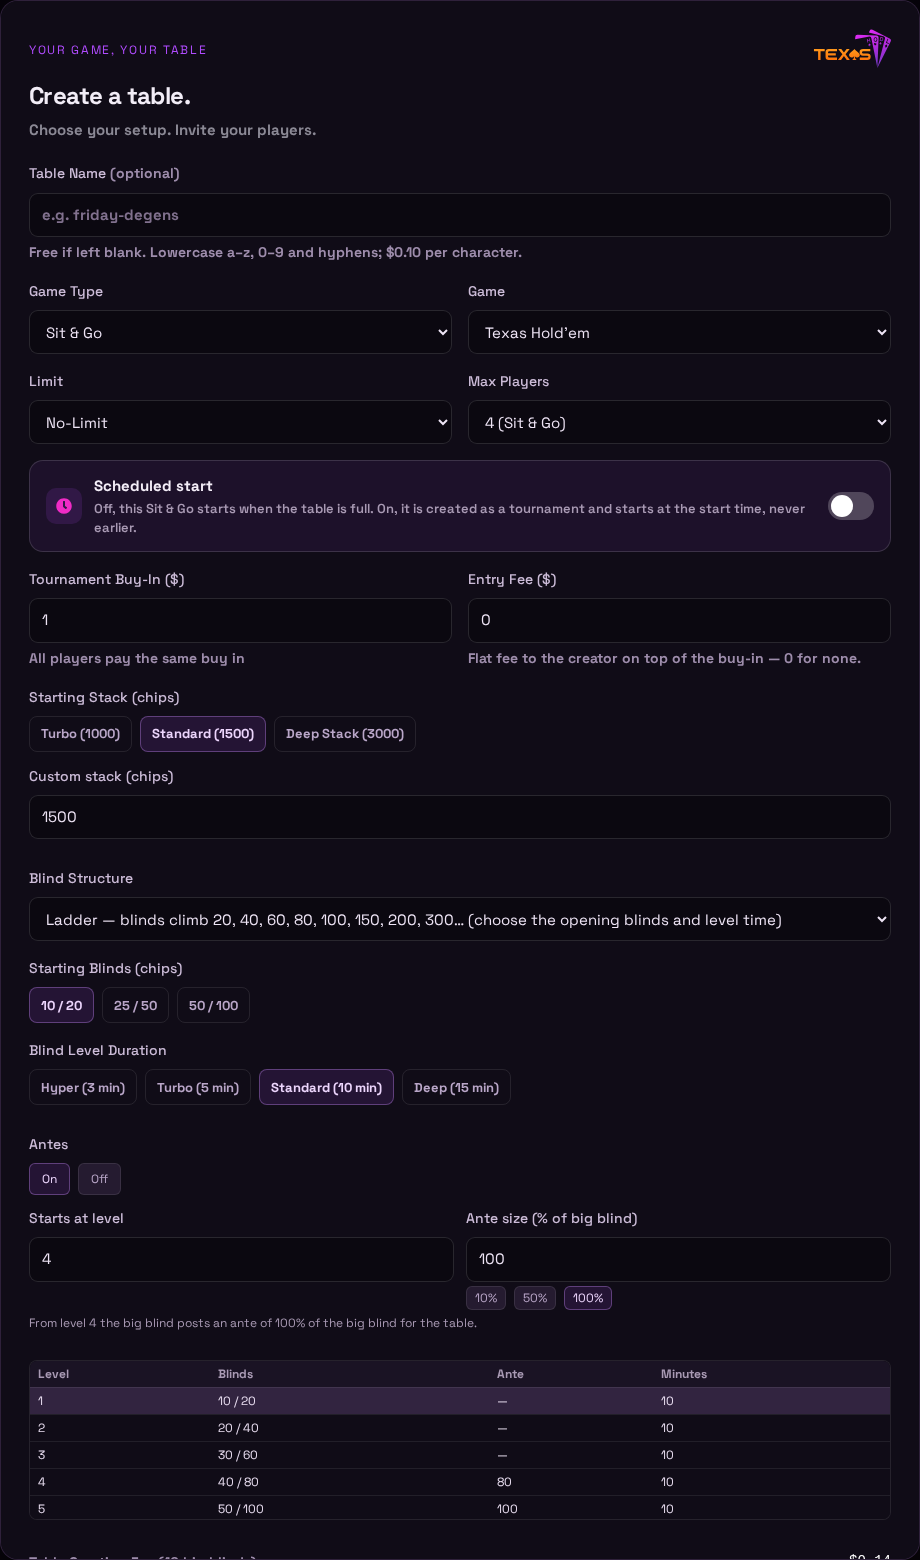 YOUR GAME, YOUR TABLE
TEXAS
Create a table.
Choose your setup. Invite your players.
Table Name (optional)
e.g. friday-degens
Free if left blank. Lowercase a–z, 0–9 and hyphens; $0.10 per character.
Game Type
Game
Sit & Go
Texas Hold'em
Limit
Max Players
No-Limit
4 (Sit & Go)
Scheduled start
Off, this Sit & Go starts when the table is full. On, it is created as a tournament and starts at the start time, never
earlier.
Tournament Buy-In ($)
Entry Fee ($)
1
0
All players pay the same buy in
Flat fee to the creator on top of the buy-in — 0 for none.
Starting Stack (chips)
Turbo (1000) Standard (1500) Deep Stack (3000)
Custom stack (chips)
1500
Blind Structure
Ladder — blinds climb 20, 40, 60, 80, 100, 150, 200, 300… (choose the opening blinds and level time)
Starting Blinds (chips)
10 / 20 25 / 50 50 / 100
Blind Level Duration
Hyper (3 min) Turbo (5 min) Standard (10 min) Deep (15 min)
Antes
On Off
Starts at level
Ante size (% of big blind)
4
100
10% 50% 100%
From level 4 the big blind posts an ante of 100% of the big blind for the table.
Level Blinds Ante Minutes
1 10 / 20 — 10
2 20 / 40 — 10
3 30 / 60 — 10
4 40 / 80 80 10
5 50 / 100 100 10